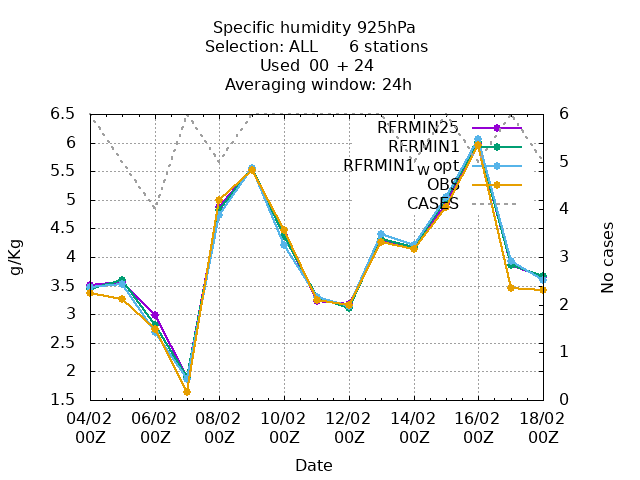 Specific humidity 925hPa
Selection: ALL 6 stations
Used 00 + 24
Averaging window: 24h
g/Kg
6.5
6
5.5
5
4.5
4
3.5
3
2.5
2
1.5
RFRMIN25
RFRMIN1
RFRMIN1w opt
OBS
CASES
6
5
4
3
2
1
0
No cases
04/02 06/02 08/02 10/02 12/02 14/02 16/02 18/02
00Z 00Z 00Z 00Z 00Z 00Z 00Z 00Z
Date